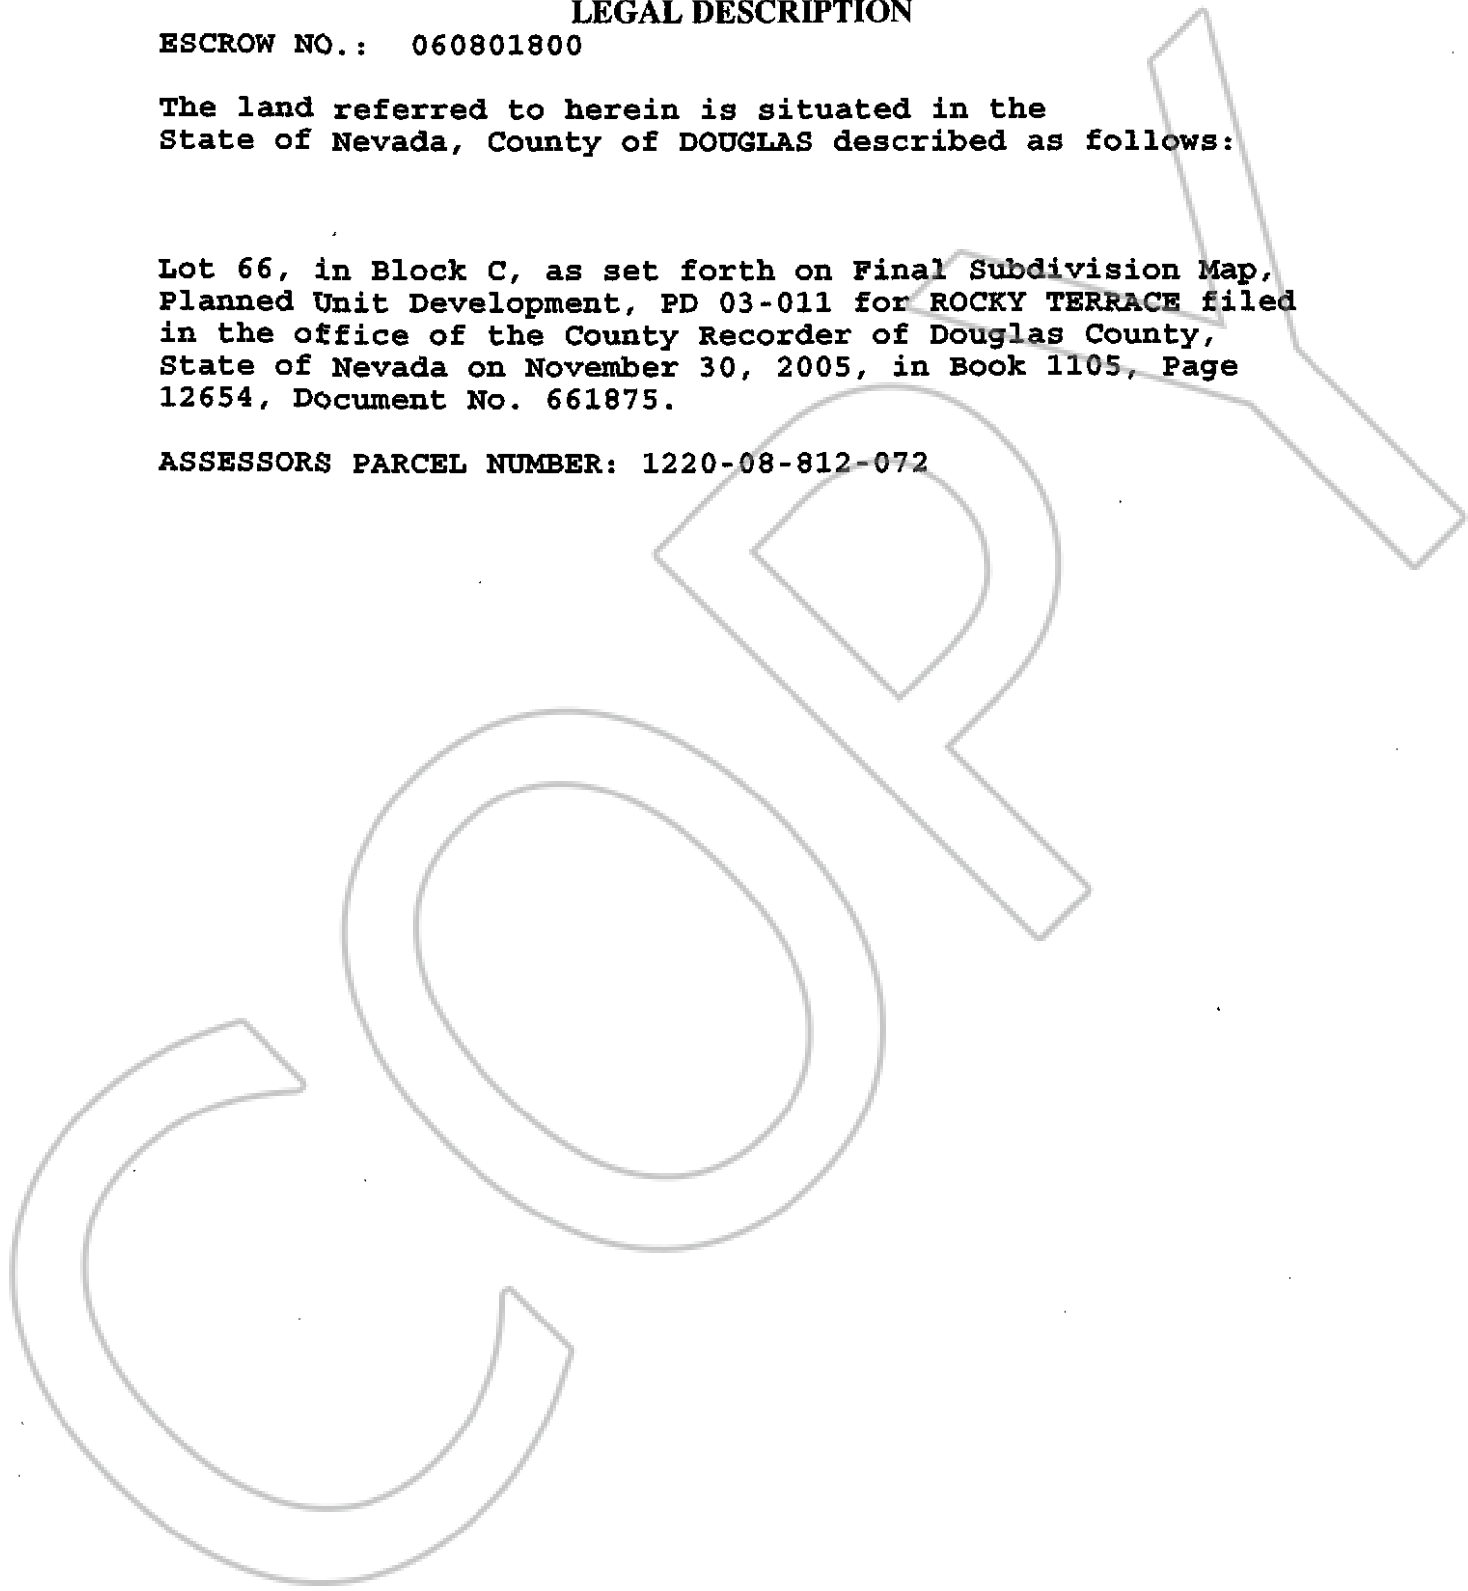 LEGAL DESCRIPTION
ESCROW NO.: 060801800
The land referred to herein is situated in the
State of Nevada, County of DOUGLAS described as follows:
Lot 66, in Block C, as set forth on Final Subdivision Map,
Planned Unit Development, PD 03-011 for ROCKY TERRACE filed
in the office of the County Recorder of Douglas County,
State of Nevada on November 30, 2005, in Book 1105, Page
12654, Document No. 661875.
ASSESSORS PARCEL NUMBER: 1220-08-812-072
COPY